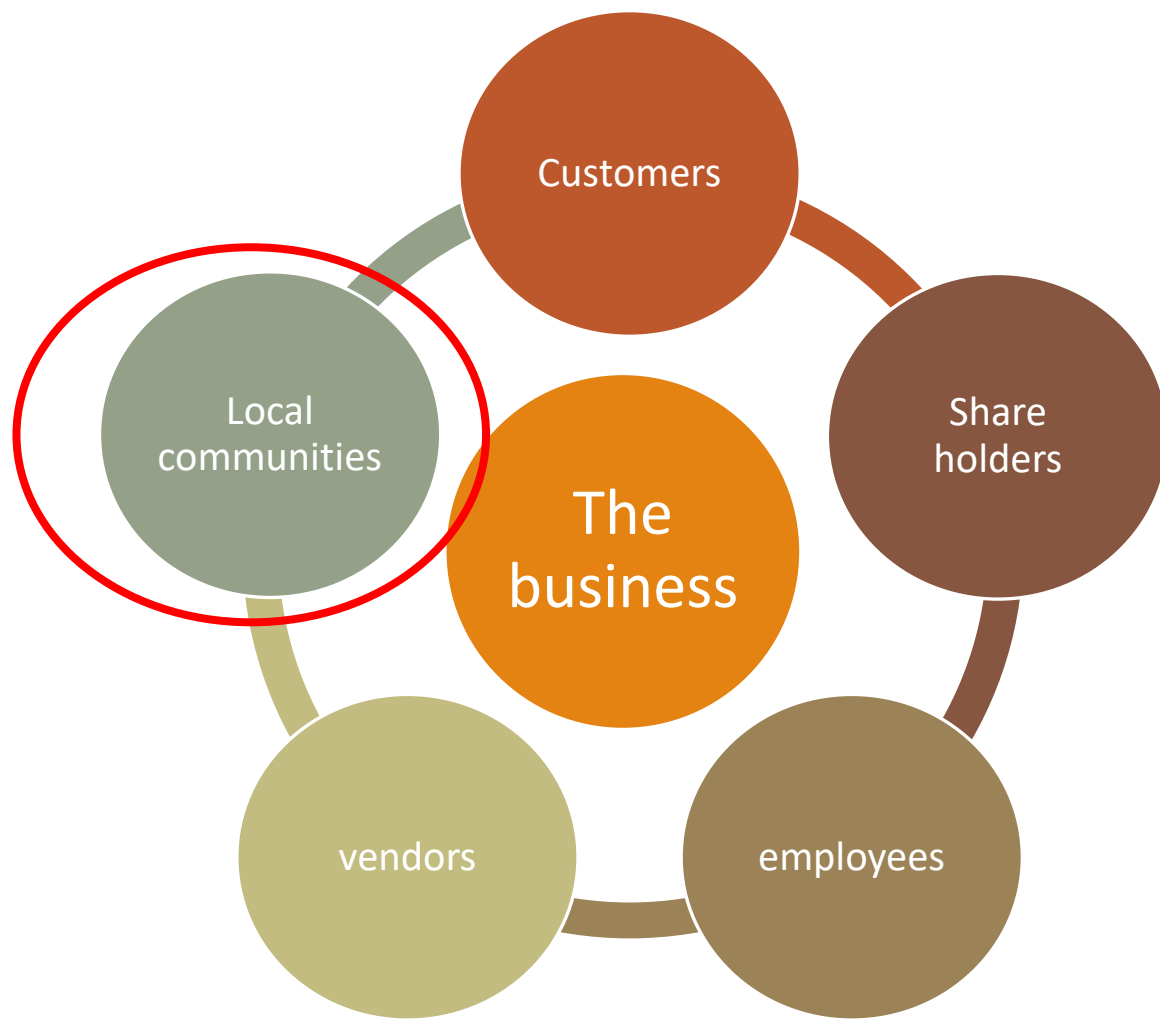 Customers
Share
holders
employees
vendors
Local
communities
The
business